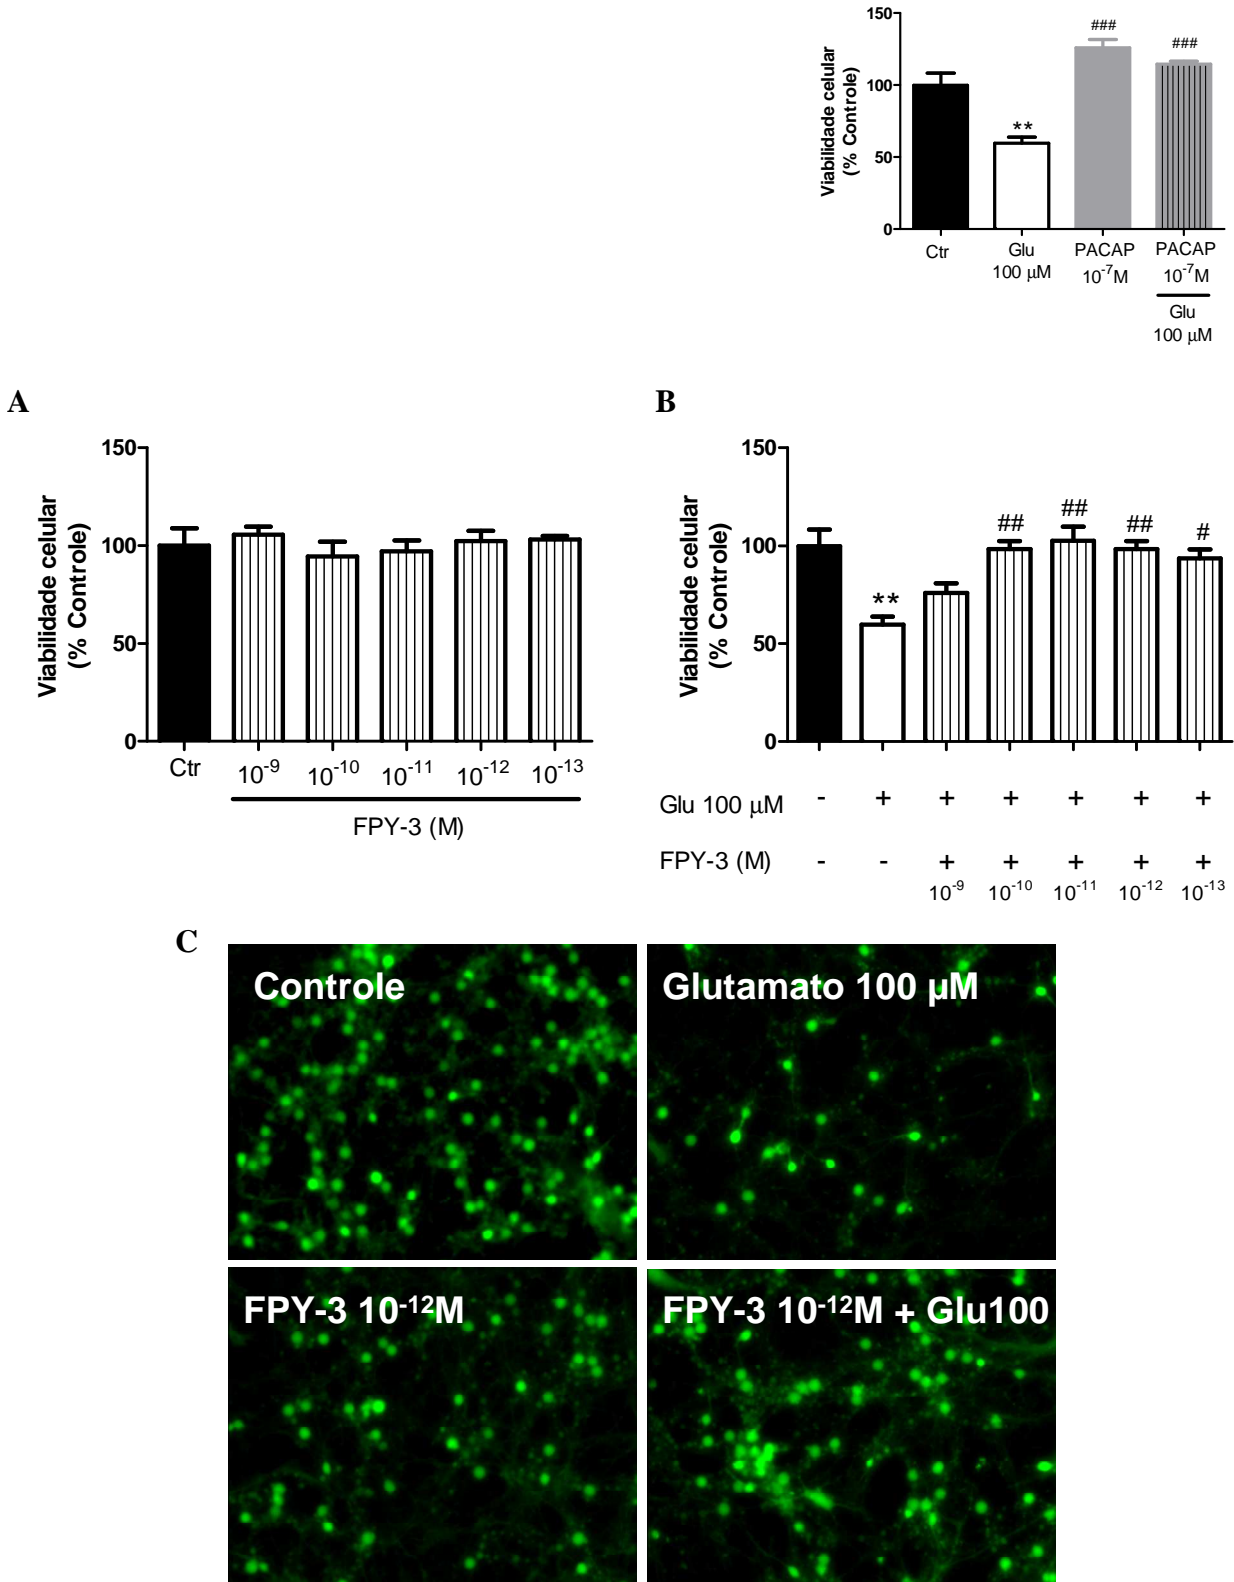 150
100
50
0
Viabilidade celular
(% Controle)
**
###
###
Ctr
Glu
100 μM
PACAP
10⁻⁷M
PACAP
10⁻⁷M
Glu
100 μM
A
150
100
50
0
Viabilidade celular
(% Controle)
Ctr
10⁻⁹
10⁻¹⁰
10⁻¹¹
10⁻¹²
10⁻¹³
FPY-3 (M)
B
150
100
50
0
Viabilidade celular
(% Controle)
**
##
##
##
#
Glu 100 μM - + + + + + +
FPY-3 (M) - - + + + + +
10⁻⁹ 10⁻¹⁰ 10⁻¹¹ 10⁻¹² 10⁻¹³
C
Controle
Glutamato 100 μM
FPY-3 10⁻¹²M
FPY-3 10⁻¹²M + Glu100